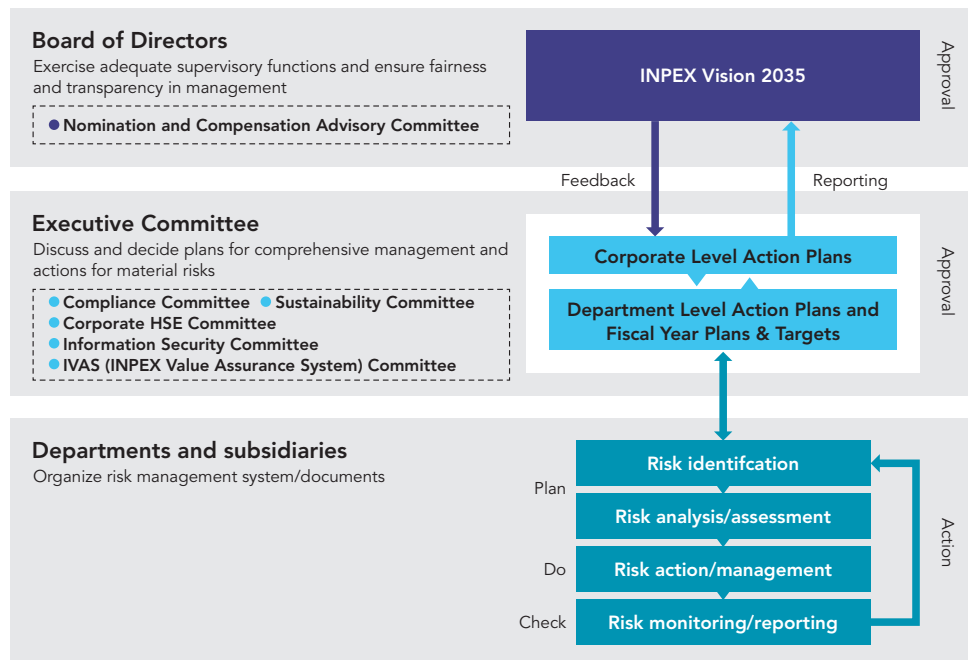 Board of Directors
Exercise adequate supervisory functions and ensure fairness
and transparency in management
Nomination and Compensation Advisory Committee
INPEX Vision 2035
Approval
Feedback
Reporting
Executive Committee
Discuss and decide plans for comprehensive management and
actions for material risks
Compliance Committee
Sustainability Committee
Corporate HSE Committee
Information Security Committee
IVAS (INPEX Value Assurance System) Committee
Corporate Level Action Plans
Department Level Action Plans and
Fiscal Year Plans & Targets
Approval
Departments and subsidiaries
Organize risk management system/documents
Plan
Risk identifcation
Risk analysis/assessment
Do
Risk action/management
Check
Risk monitoring/reporting
Action